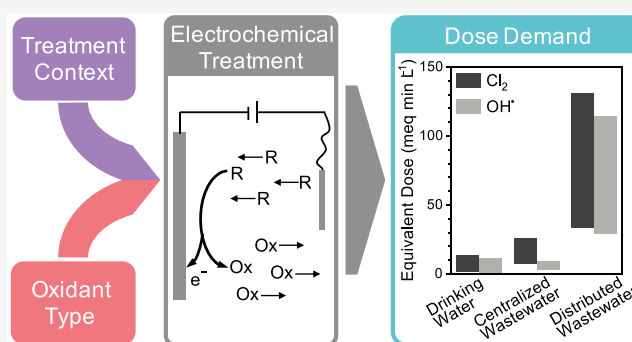 Treatment
Context
Oxidant
Type
Electrochemical
Treatment
R
R
R
R
Ox
Ox
Ox
e⁻
Ox
Dose Demand
Equivalent Dose (meq min L⁻¹)
150
100
50
0
Cl₂
OH•
Drinking
Water
Centralized
Wastewater
Distributed
Wastewater